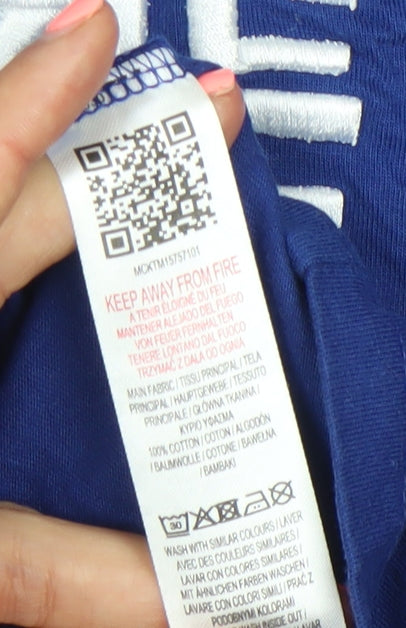 MCKTM15757101
KEEP AWAY FROM FIRE
A TENIR ÉLOIGNÉ DU FEU
MANTENER ALEJADO DEL FUEGO
VON FEUER FERNHALTEN
TENERE LONTANO DAL FUOCO
TRZYMAĆ Z DALA OD OGNIA
MAIN FABRIC / TISSU PRINCIPAL / TELA
PRINCIPAL / HAUPTGEWEBE / TESSUTO
PRINCIPALE / GŁÓWNA TKANINA /
ΚΥΡΙΟ ΥΦΑΣΜΑ
100% COTTON / COTON / ALGODÓN
/ BAUMWOLLE / COTONE / BAWEŁNA
/ ΒΑΜΒΑΚΙ
30
WASH WITH SIMILAR COLOURS / LAVER
AVEC DES COULEURS SIMILAIRES /
LAVAR CON COLORES SIMILARES /
MIT ÄHNLICHEN FARBEN WASCHEN /
LAVARE CON COLORI SIMILI / PRAĆ Z
PODOBNYMI KOLORAMI